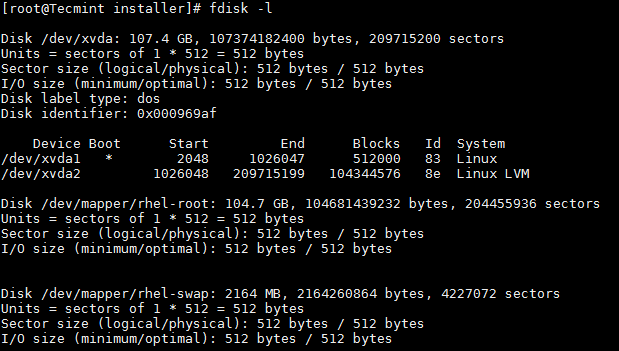 [root@Tecmint installer]# fdisk -l
Disk /dev/xvda: 107.4 GB, 107374182400 bytes, 209715200 sectors
Units = sectors of 1 * 512 = 512 bytes
Sector size (logical/physical): 512 bytes / 512 bytes
I/O size (minimum/optimal): 512 bytes / 512 bytes
Disk label type: dos
Disk identifier: 0x000969af
Device Boot Start End Blocks Id System
/dev/xvda1 * 2048 1026047 512000 83 Linux
/dev/xvda2 1026048 209715199 104344576 8e Linux LVM
Disk /dev/mapper/rhel-root: 104.7 GB, 104681439232 bytes, 204455936 sectors
Units = sectors of 1 * 512 = 512 bytes
Sector size (logical/physical): 512 bytes / 512 bytes
I/O size (minimum/optimal): 512 bytes / 512 bytes
Disk /dev/mapper/rhel-swap: 2164 MB, 2164260864 bytes, 4227072 sectors
Units = sectors of 1 * 512 = 512 bytes
Sector size (logical/physical): 512 bytes / 512 bytes
I/O size (minimum/optimal): 512 bytes / 512 bytes